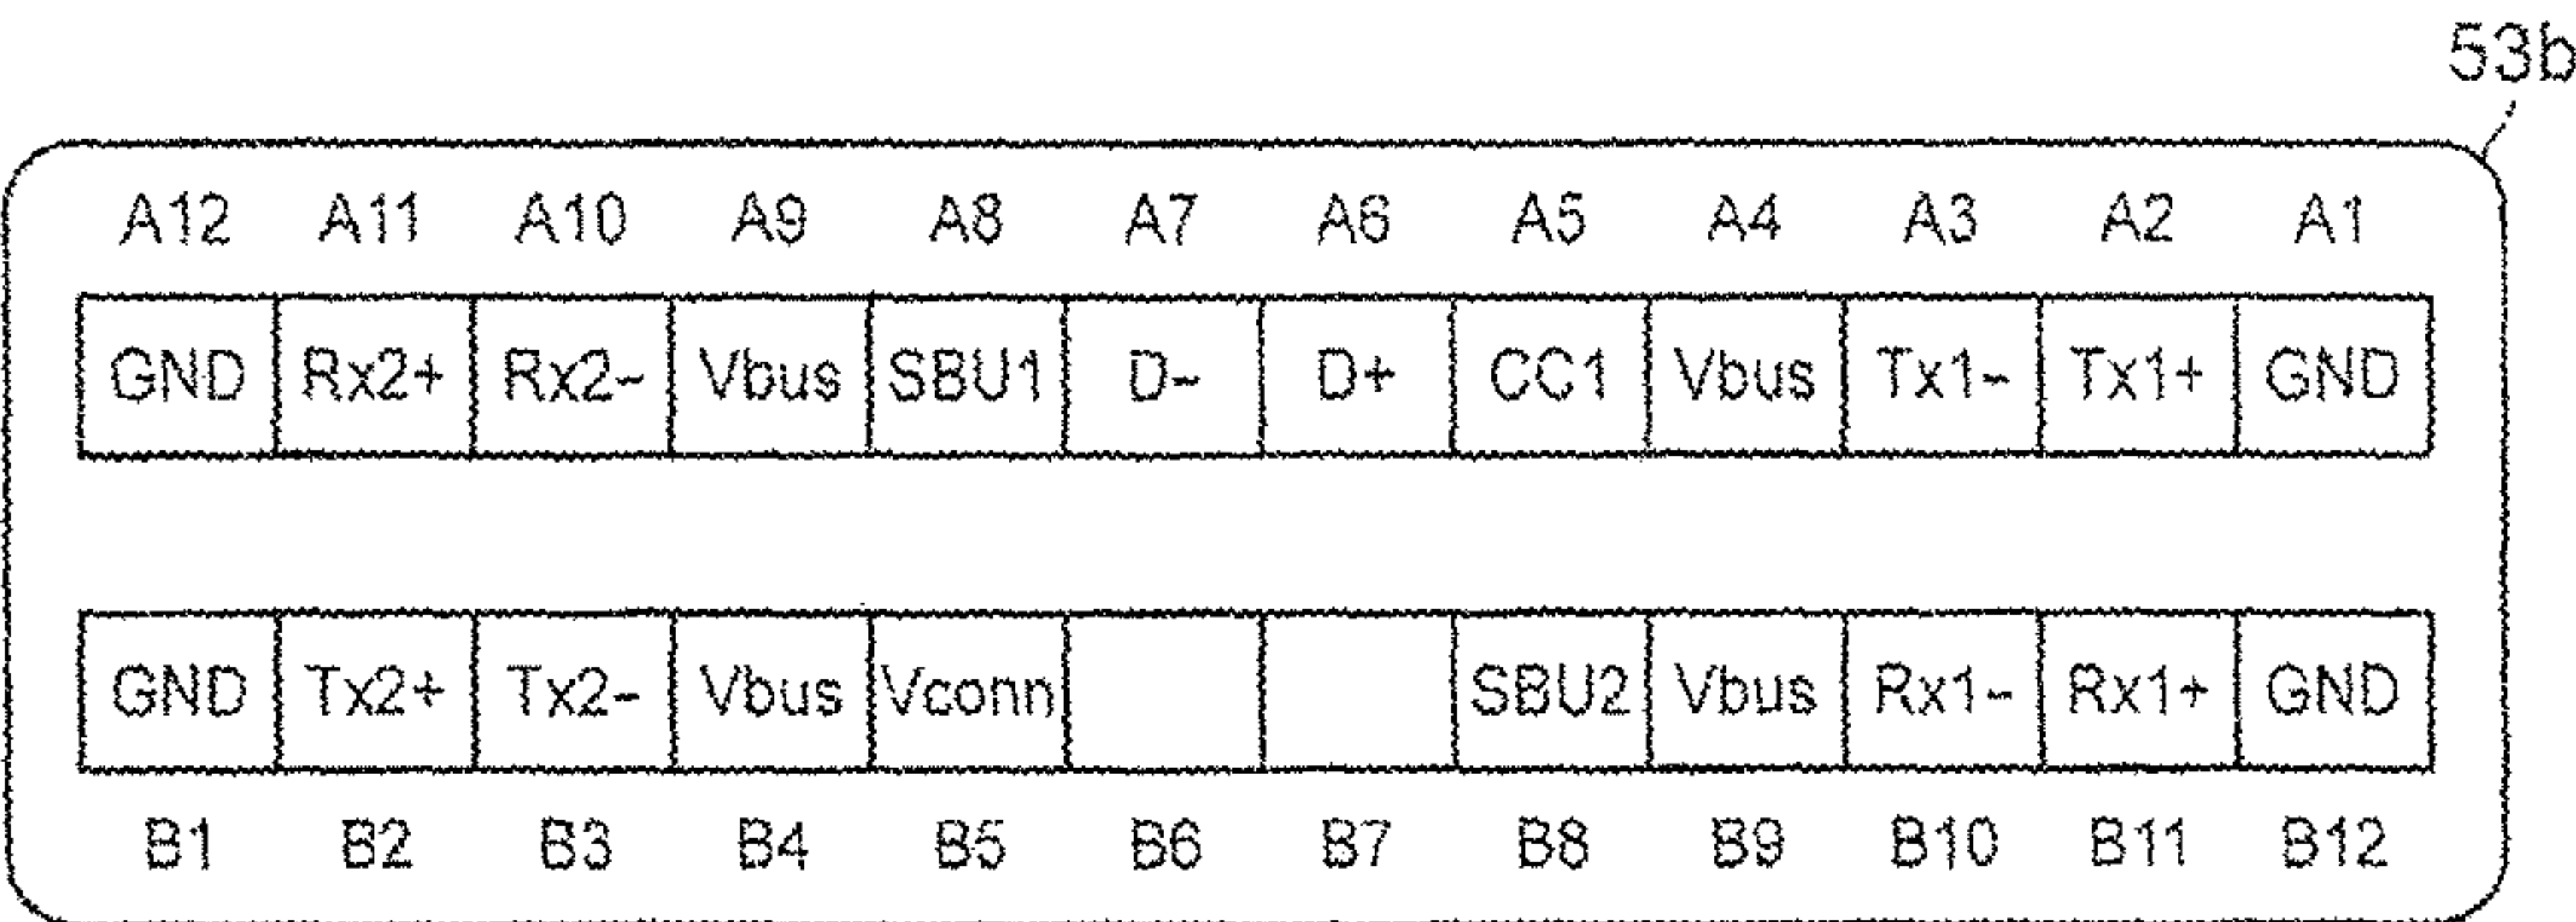 53b
A12 A11 A10 A9 A8 A7 A6 A5 A4 A3 A2 A1
GND Rx2+ Rx2- Vbus SBU1 D- D+ CC1 Vbus Tx1- Tx1+ GND
GND Tx2+ Tx2- Vbus Vconn SBU2 Vbus Rx1- Rx1+ GND
B1 B2 B3 B4 B5 B6 B7 B8 B9 B10 B11 B12